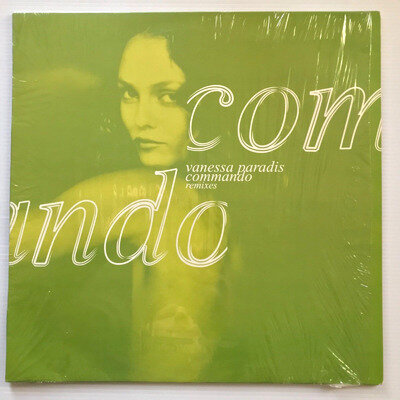 com
vanessa paradis
commando
remixes
ando